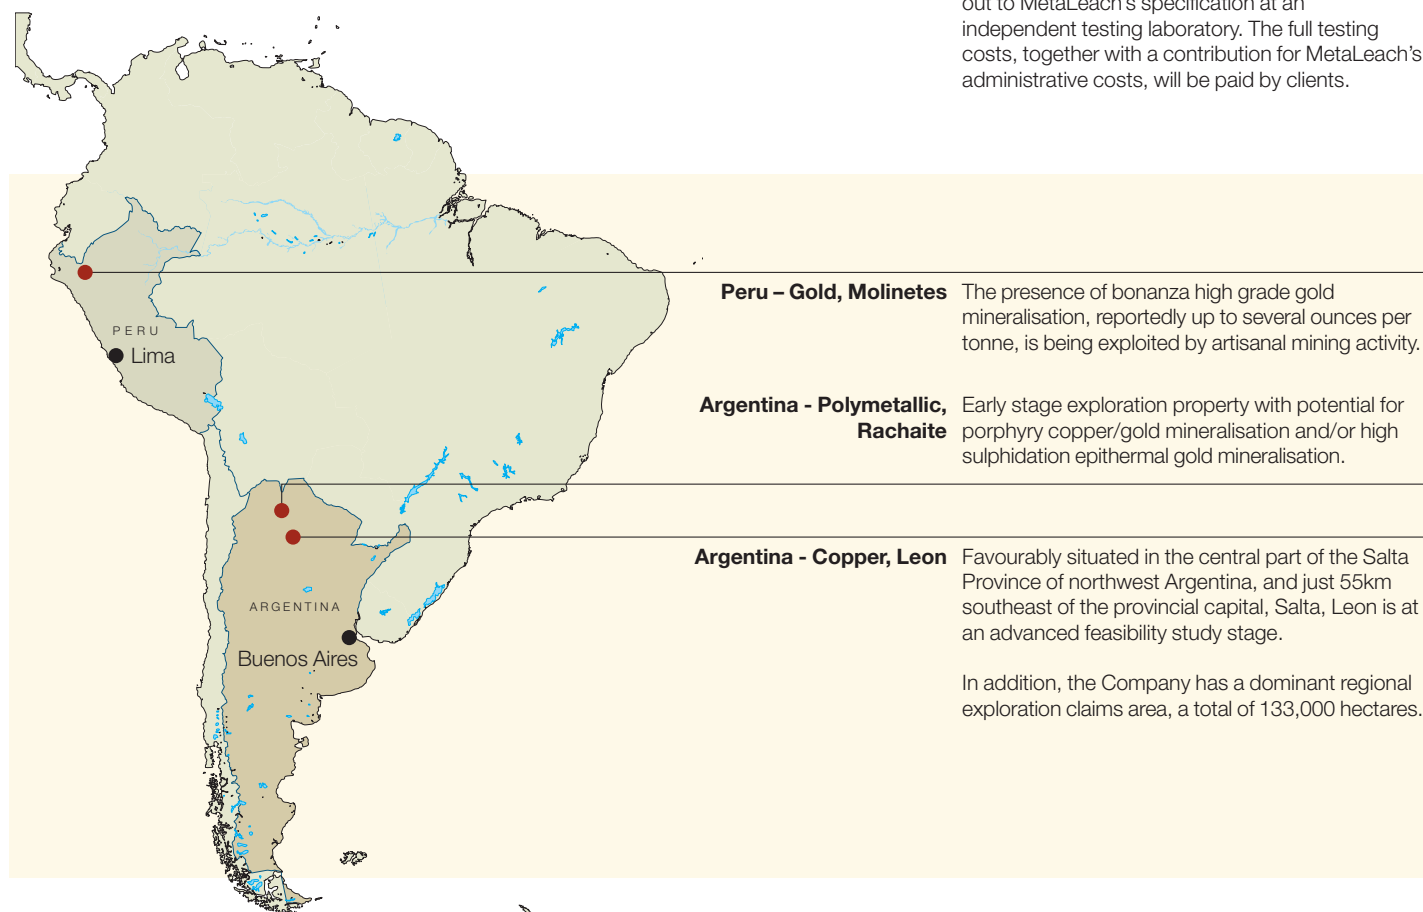 out to MetaLeach's specification at an
independent testing laboratory. The full testing
costs, together with a contribution for MetaLeach's
administrative costs, will be paid by clients.
Peru – Gold, Molinetes
The presence of bonanza high grade gold
mineralisation, reportedly up to several ounces per
tonne, is being exploited by artisanal mining activity.
PERU
Lima
Argentina - Polymetallic,
Rachaite
Early stage exploration property with potential for
porphyry copper/gold mineralisation and/or high
sulphidation epithermal gold mineralisation.
Argentina - Copper, Leon
Favourably situated in the central part of the Salta
Province of northwest Argentina, and just 55km
southeast of the provincial capital, Salta, Leon is at
an advanced feasibility study stage.
ARGENTINA
Buenos Aires
In addition, the Company has a dominant regional
exploration claims area, a total of 133,000 hectares.